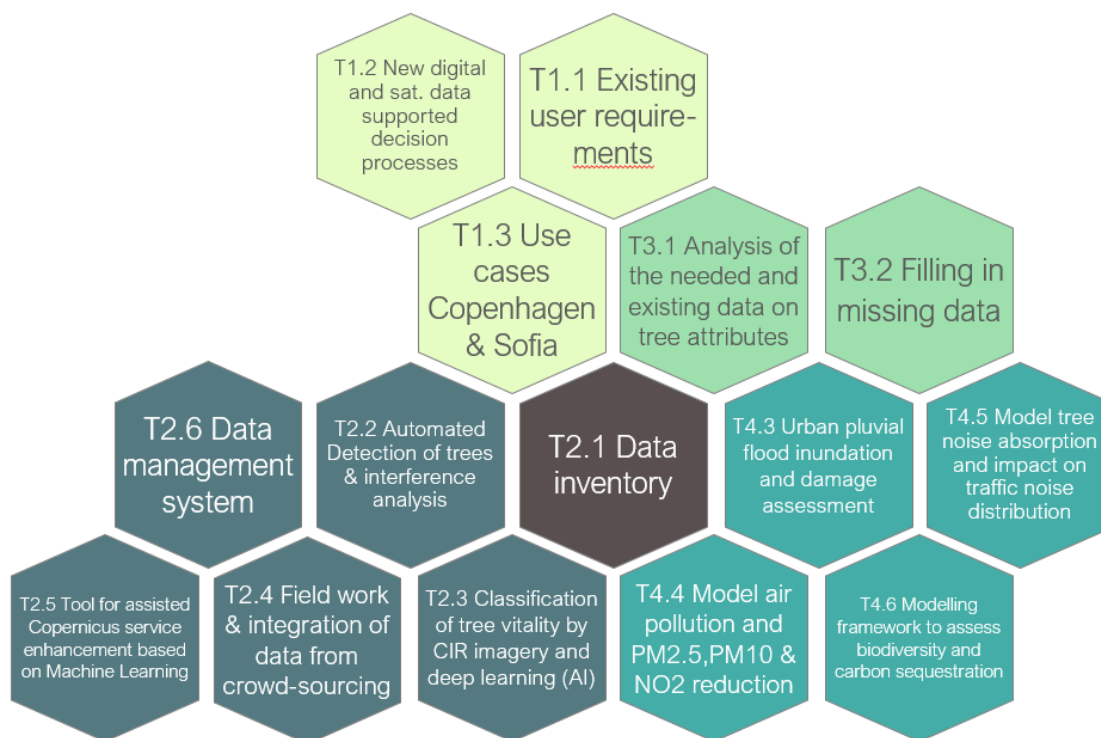 T1.2 New digital
and sat. data
supported
decision
processes
T1.1 Existing
user require-
ments
T1.3 Use
cases
Copenhagen
& Sofia
T3.1 Analysis of
the needed and
existing data on
tree attributes
T3.2 Filling in
missing data
T2.6 Data
management
system
T2.2 Automated
Detection of trees
& interference
analysis
T2.1 Data
inventory
T4.3 Urban pluvial
flood inundation
and damage
assessment
T4.5 Model tree
noise absorption
and impact on
traffic noise
distribution
T2.5 Tool for assisted
Copernicus service
enhancement based
on Machine Learning
T2.4 Field work
& integration of
data from
crowd-sourcing
T2.3 Classification
of tree vitality by
CIR imagery and
deep learning (AI)
T4.4 Model air
pollution and
PM2.5,PM10 &
NO2 reduction
T4.6 Modelling
framework to assess
biodiversity and
carbon sequestration